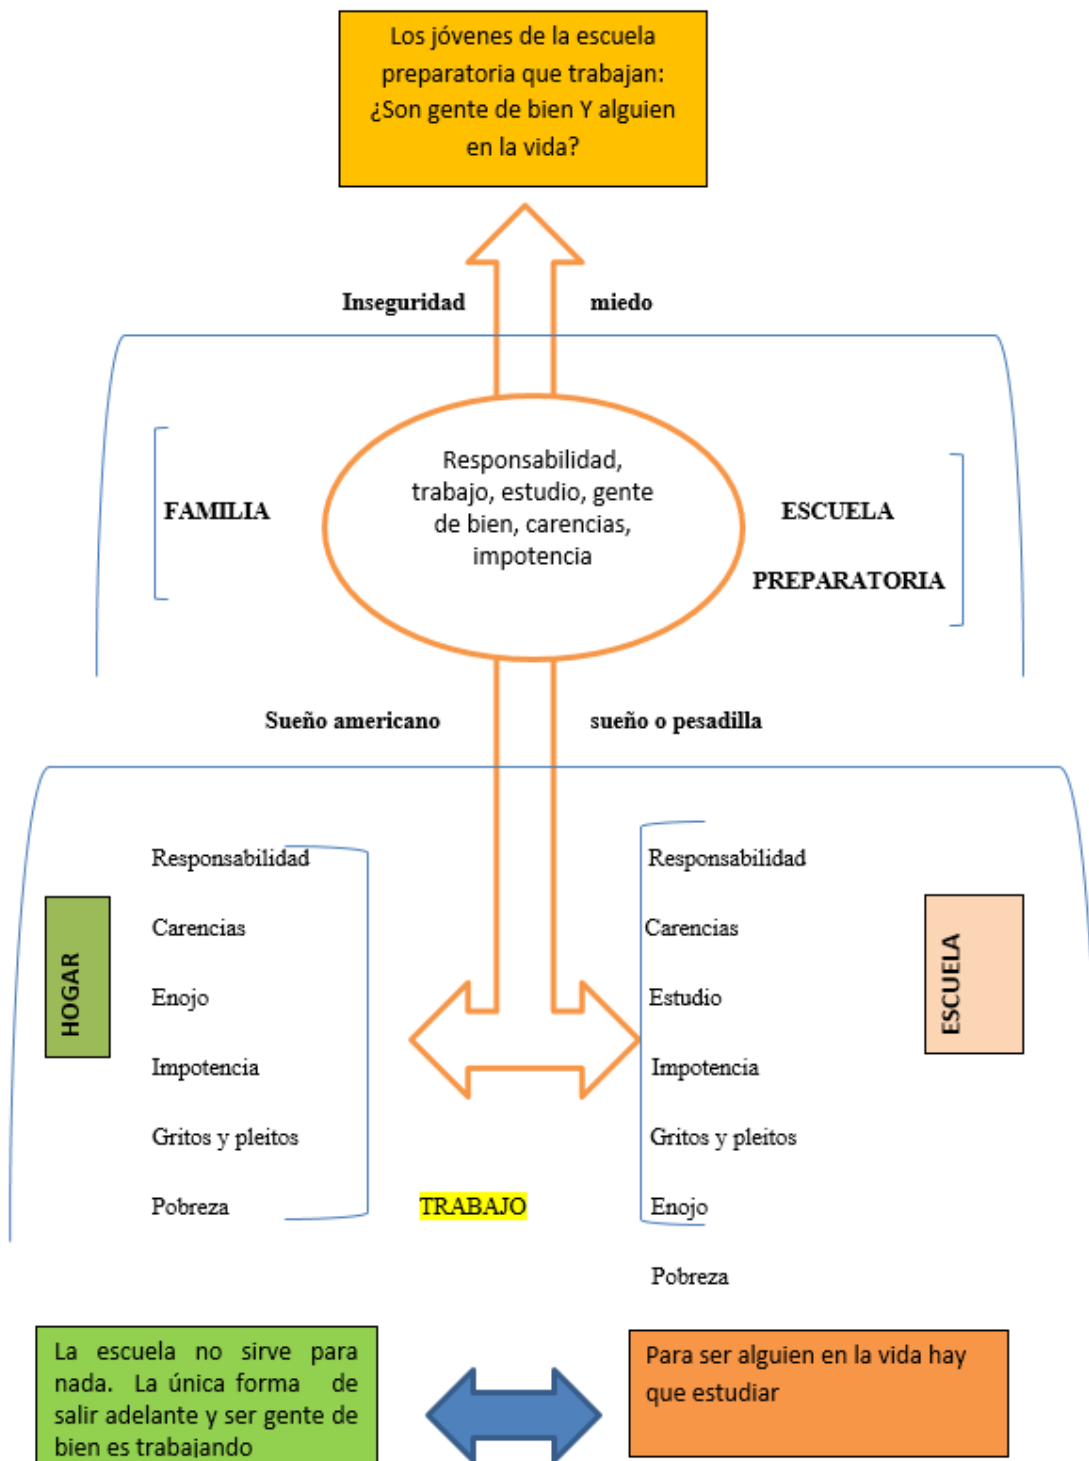 Los jóvenes de la escuela
preparatoria que trabajan:
¿Son gente de bien Y alguien
en la vida?
Inseguridad miedo
Responsabilidad,
trabajo, estudio, gente
de bien, carencias,
impotencia
FAMILIA
ESCUELA
PREPARATORIA
Sueño americano sueño o pesadilla
HOGAR
Responsabilidad
Carencias
Enojo
Impotencia
Gritos y pleitos
Pobreza
TRABAJO
Responsabilidad
Carencias
Estudio
Impotencia
Gritos y pleitos
Enojo
Pobreza
ESCUELA
La escuela no sirve para
nada. La única forma de
salir adelante y ser gente de
bien es trabajando
Para ser alguien en la vida hay
que estudiar